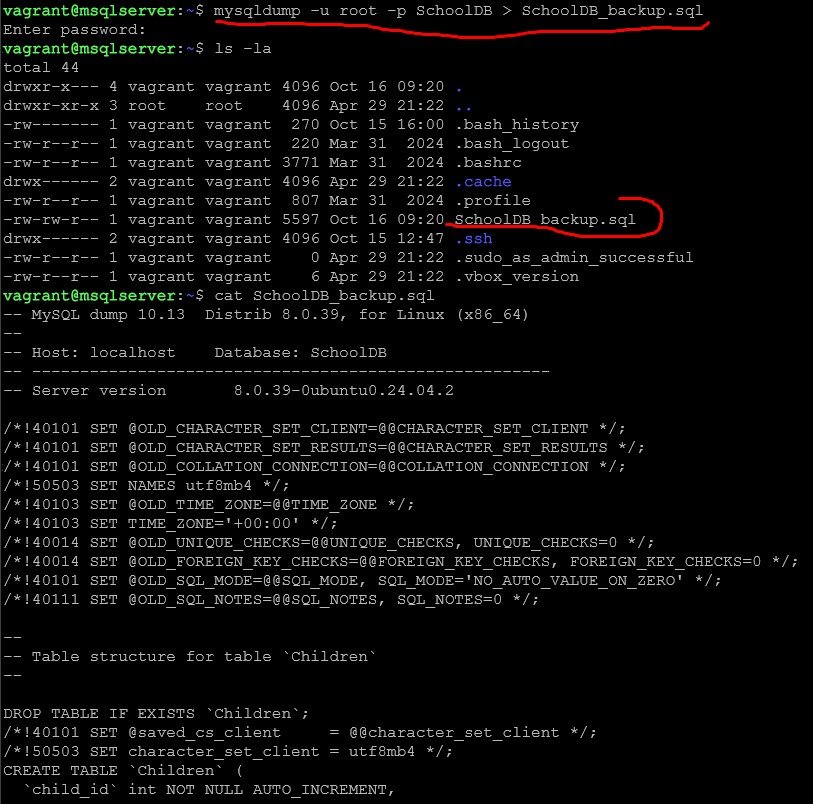 vagrant@msqlserver:~$ mysqldump -u root -p SchoolDB > SchoolDB_backup.sql
Enter password:
vagrant@msqlserver:~$ ls -la
total 44
drwxr-x--- 4 vagrant vagrant 4096 Oct 16 09:20 .
drwxr-xr-x 3 root    root    4096 Apr 29 21:22 ..
-rw------- 1 vagrant vagrant  270 Oct 15 16:00 .bash_history
-rw-r--r-- 1 vagrant vagrant  220 Mar 31  2024 .bash_logout
-rw-r--r-- 1 vagrant vagrant 3771 Mar 31  2024 .bashrc
drwx------ 2 vagrant vagrant 4096 Apr 29 21:22 .cache
-rw-r--r-- 1 vagrant vagrant  807 Mar 31  2024 .profile
-rw-rw-r-- 1 vagrant vagrant 5597 Oct 16 09:20 SchoolDB_backup.sql
drwx------ 2 vagrant vagrant 4096 Oct 15 12:47 .ssh
-rw-r--r-- 1 vagrant vagrant    0 Apr 29 21:22 .sudo_as_admin_successful
-rw-r--r-- 1 vagrant vagrant    6 Apr 29 21:22 .vbox_version
vagrant@msqlserver:~$ cat SchoolDB_backup.sql
-- MySQL dump 10.13  Distrib 8.0.39, for Linux (x86_64)
--
-- Host: localhost    Database: SchoolDB
-- ------------------------------------------------------
-- Server version       8.0.39-0ubuntu0.24.04.2

/*!40101 SET @OLD_CHARACTER_SET_CLIENT=@@CHARACTER_SET_CLIENT */;
/*!40101 SET @OLD_CHARACTER_SET_RESULTS=@@CHARACTER_SET_RESULTS */;
/*!40101 SET @OLD_COLLATION_CONNECTION=@@COLLATION_CONNECTION */;
/*!50503 SET NAMES utf8mb4 */;
/*!40103 SET @OLD_TIME_ZONE=@@TIME_ZONE */;
/*!40103 SET TIME_ZONE='+00:00' */;
/*!40014 SET @OLD_UNIQUE_CHECKS=@@UNIQUE_CHECKS, UNIQUE_CHECKS=0 */;
/*!40014 SET @OLD_FOREIGN_KEY_CHECKS=@@FOREIGN_KEY_CHECKS, FOREIGN_KEY_CHECKS=0 */;
/*!40101 SET @OLD_SQL_MODE=@@SQL_MODE, SQL_MODE='NO_AUTO_VALUE_ON_ZERO' */;
/*!40111 SET @OLD_SQL_NOTES=@@SQL_NOTES, SQL_NOTES=0 */;

--
-- Table structure for table `Children`
--

DROP TABLE IF EXISTS `Children`;
/*!40101 SET @saved_cs_client     = @@character_set_client */;
/*!50503 SET character_set_client = utf8mb4 */;
CREATE TABLE `Children` (
  `child_id` int NOT NULL AUTO_INCREMENT,